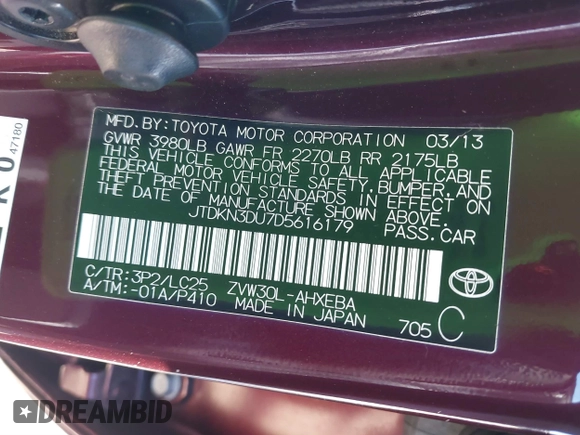 47180
MFD. BY: TOYOTA MOTOR CORPORATION 03/13
GVWR 3980LB GAWR FR 2270LB RR 2175LB
THIS VEHICLE CONFORMS TO ALL APPLICABLE
FEDERAL MOTOR VEHICLE SAFETY, BUMPER, AND
THEFT PREVENTION STANDARDS IN EFFECT ON THE
DATE OF MANUFACTURE SHOWN ABOVE.
JTDKN3DU7D5616179 PASS. CAR
C/TR: 3P2/LC25 ZVW30L-AHXEBA
A/TM: -01A/P410 MADE IN JAPAN 705 C
TOYOTA
DREAMBID